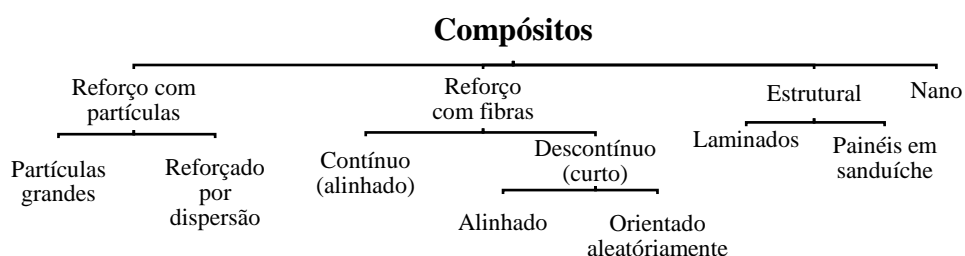 Compósitos
Reforço com
partículas
Reforço
com fibras
Estrutural
Nano
Partículas
grandes
Reforçado
por
dispersão
Contínuo
(alinhado)
Descontínuo
(curto)
Laminados
Painéis em
sanduíche
Alinhado
Orientado
aleatóriamente